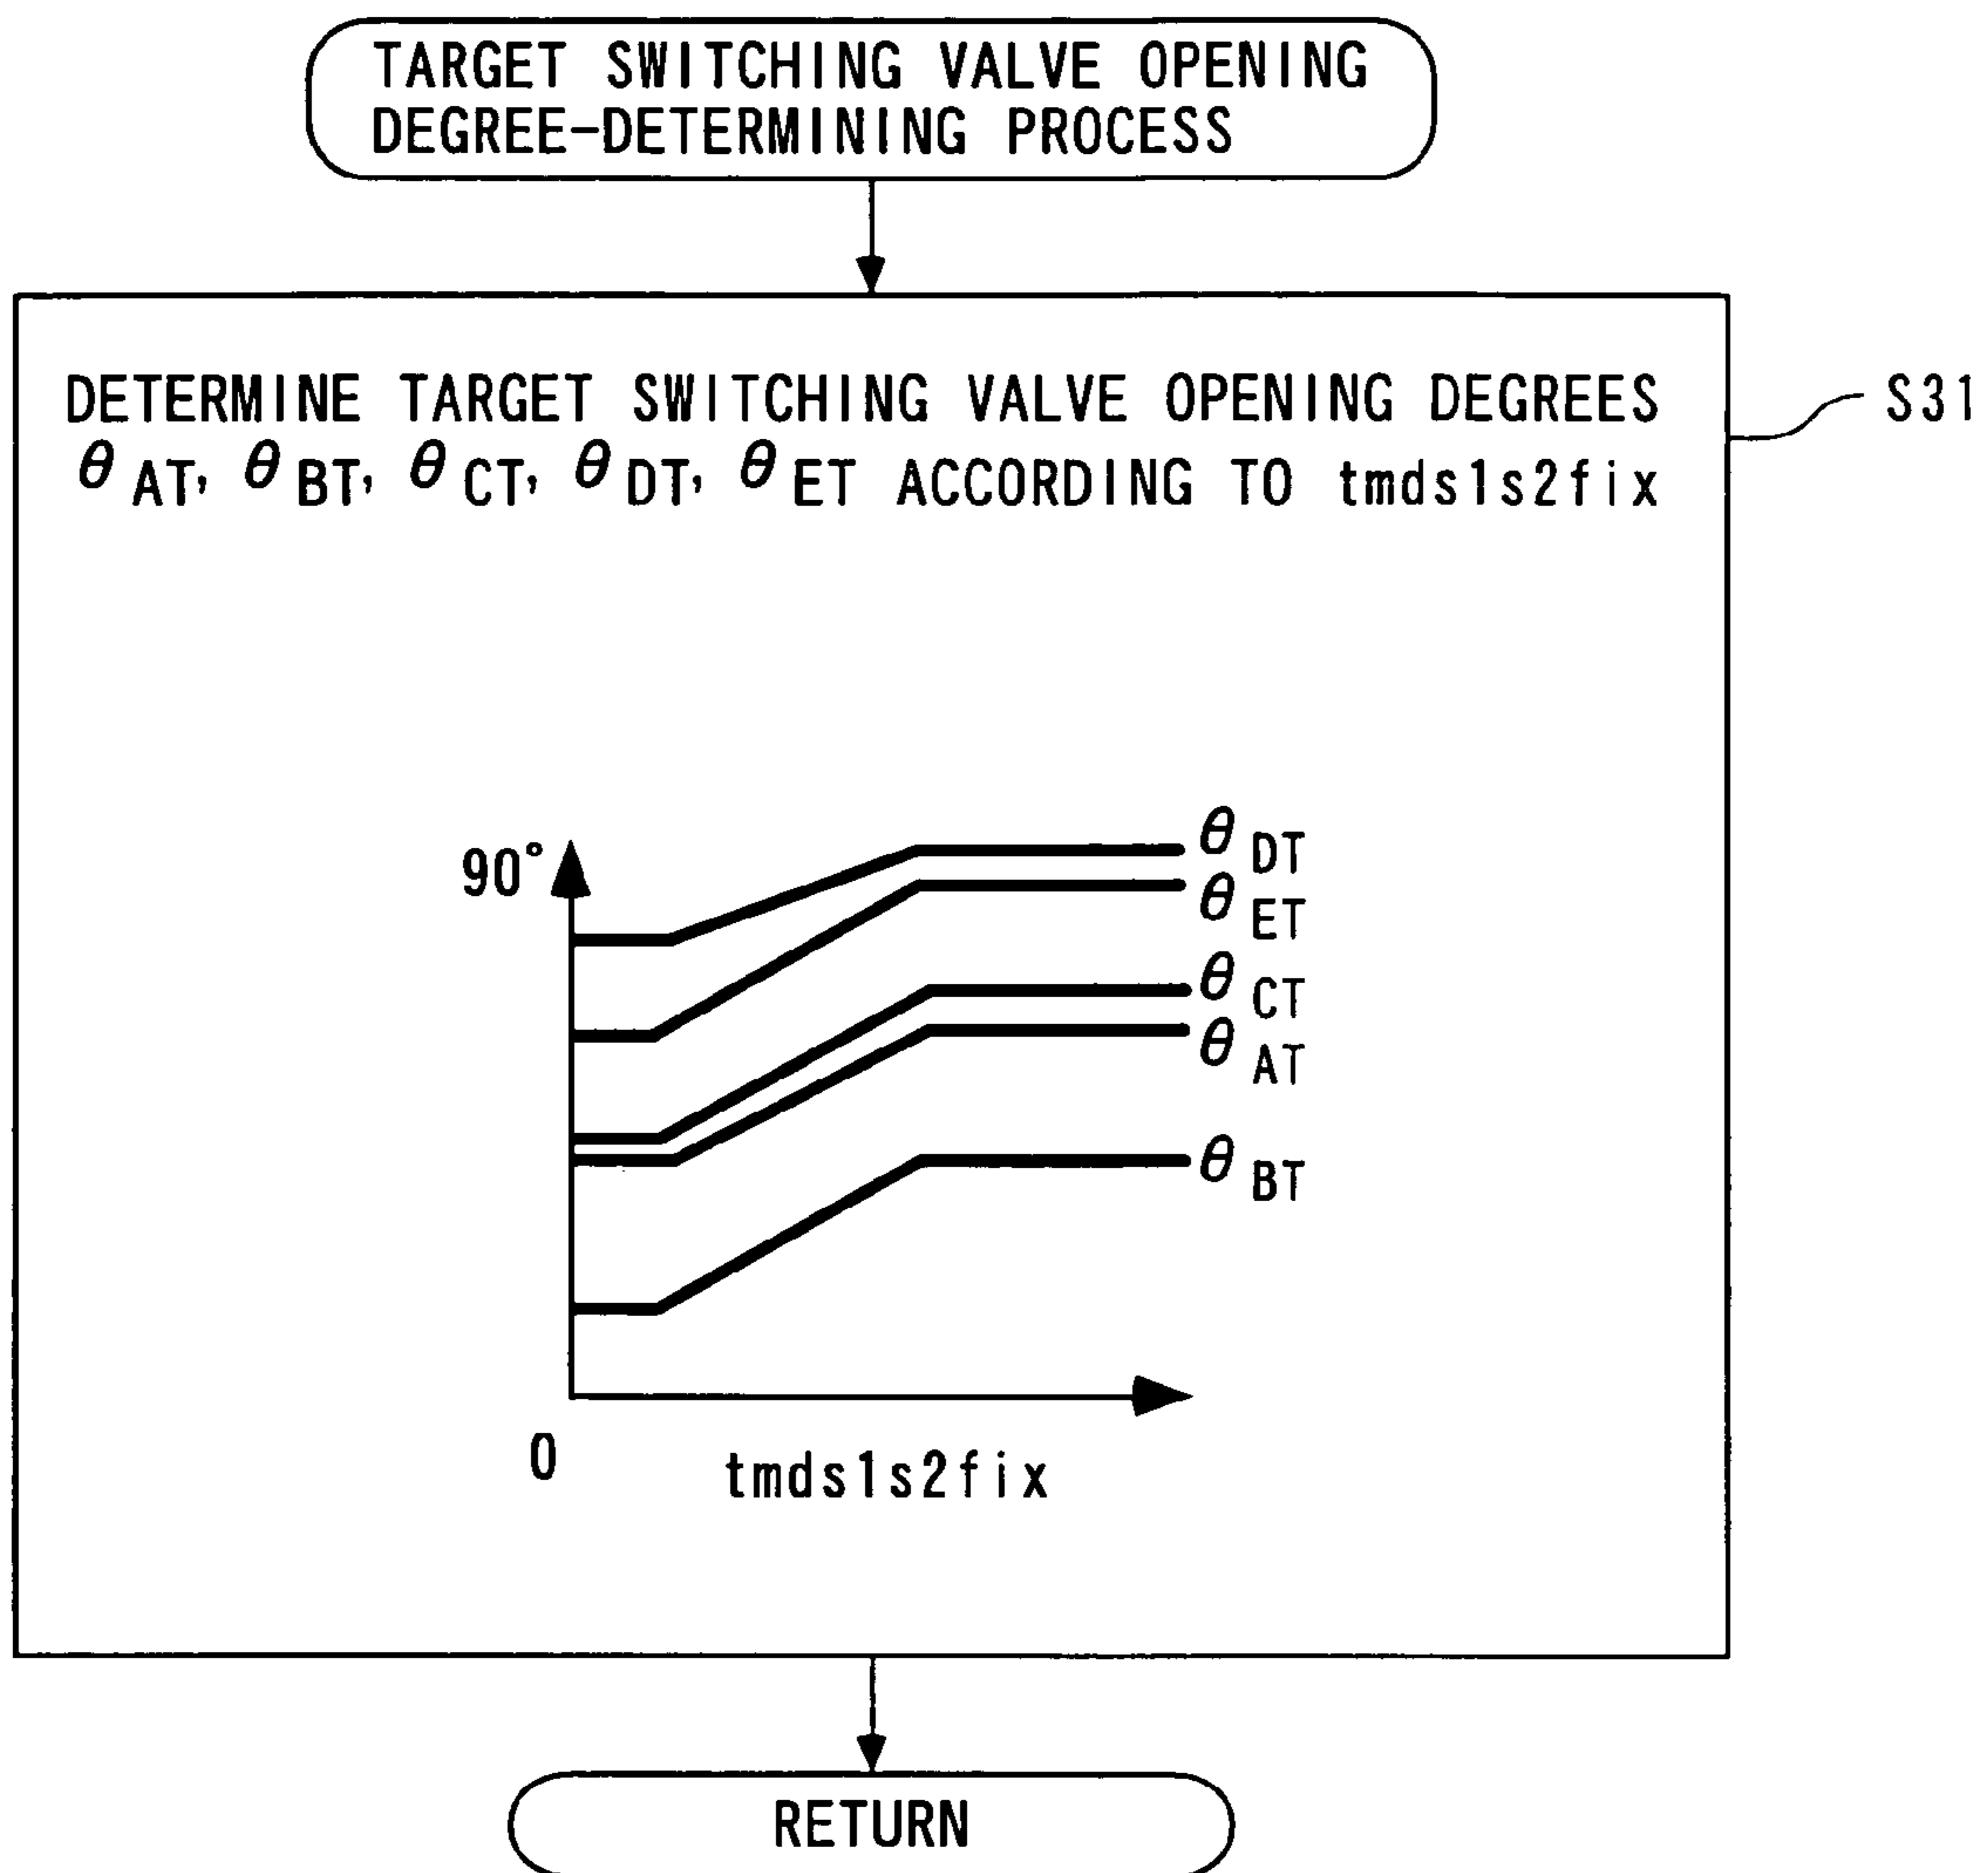 TARGET SWITCHING VALVE OPENING
DEGREE-DETERMINING PROCESS
DETERMINE TARGET SWITCHING VALVE OPENING DEGREES
θAT, θBT, θCT, θDT, θET ACCORDING TO tmds1s2fix
S31
90°
θDT
θET
θCT
θAT
θBT
0
tmds1s2fix
RETURN